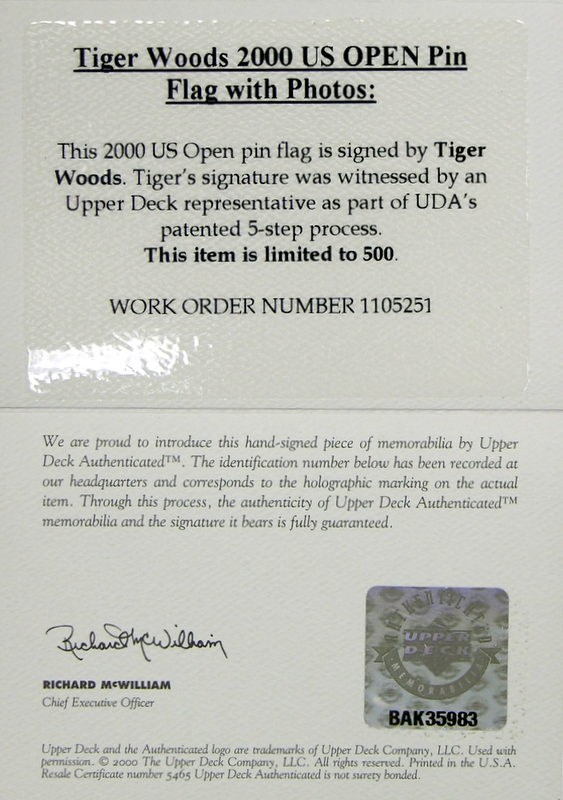 Tiger Woods 2000 US OPEN Pin
Flag with Photos:
This 2000 US Open pin flag is signed by Tiger
Woods. Tiger's signature was witnessed by an
Upper Deck representative as part of UDA's
patented 5-step process.
This item is limited to 500.
WORK ORDER NUMBER 1105251
We are proud to introduce this hand-signed piece of memorabilia by Upper
Deck Authenticated™. The identification number below has been recorded at
our headquarters and corresponds to the holographic marking on the actual
item. Through this process, the authenticity of Upper Deck Authenticated™
memorabilia and the signature it bears is fully guaranteed.
Richard McWilliam
RICHARD McWILLIAM
Chief Executive Officer
AUTHENTICATED
UPPER
DECK
MEMORABILIA
BAK35983
Upper Deck and the Authenticated logo are trademarks of Upper Deck Company, LLC. Used with
permission. © 2000 The Upper Deck Company, LLC. All rights reserved. Printed in the U.S.A.
Resale Certificate number 5465 Upper Deck Authenticated is not surety bonded.